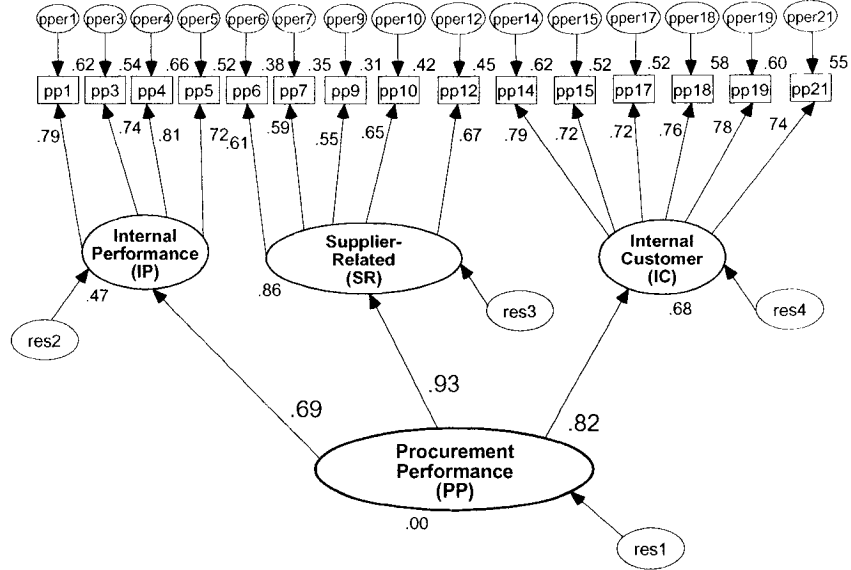 pper1 pper3 pper4 pper5 pper6 pper7 pper9 pper10 pper12 pper14 pper15 pper17 pper18 pper19 pper21
.62 .54 .66 .52 .38 .35 .31 .42 .45 .62 .52 .52 58 .60 55
pp1 pp3 pp4 pp5 pp6 pp7 pp9 pp10 pp12 pp14 pp15 pp17 pp18 pp19 pp21
.79 .74 .81 .72 .61 .59 .55 .65 .67 .79 .72 .72 .76 78 74
Internal
Performance
(IP)
.47
Supplier-
Related
(SR)
.86
Internal
Customer
(IC)
.68
res2
res3
res4
.69
.93
.82
Procurement
Performance
(PP)
.00
res1